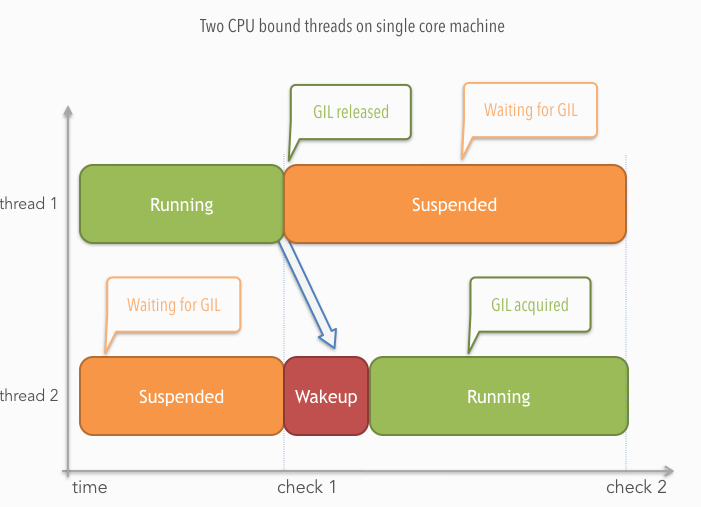 Two CPU bound threads on single core machine
GIL released
Waiting for GIL
thread 1
Running
Suspended
Waiting for GIL
GIL acquired
thread 2
Suspended
Wakeup
Running
time
check 1
check 2